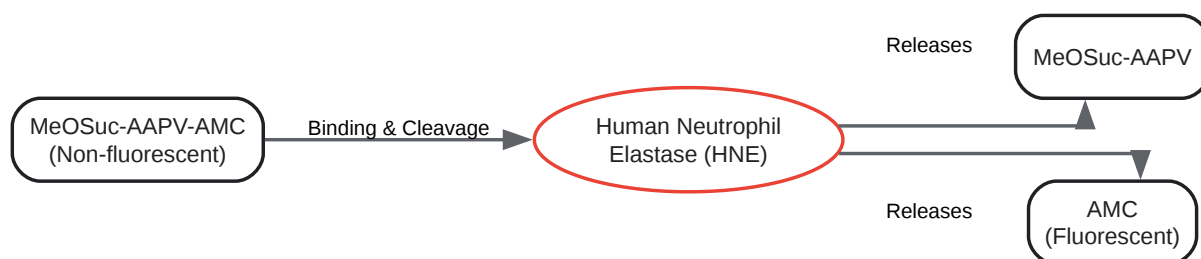 MeOSuc-AAPV-AMC
(Non-fluorescent)
Binding & Cleavage
Human Neutrophil
Elastase (HNE)
Releases
MeOSuc-AAPV
Releases
AMC
(Fluorescent)